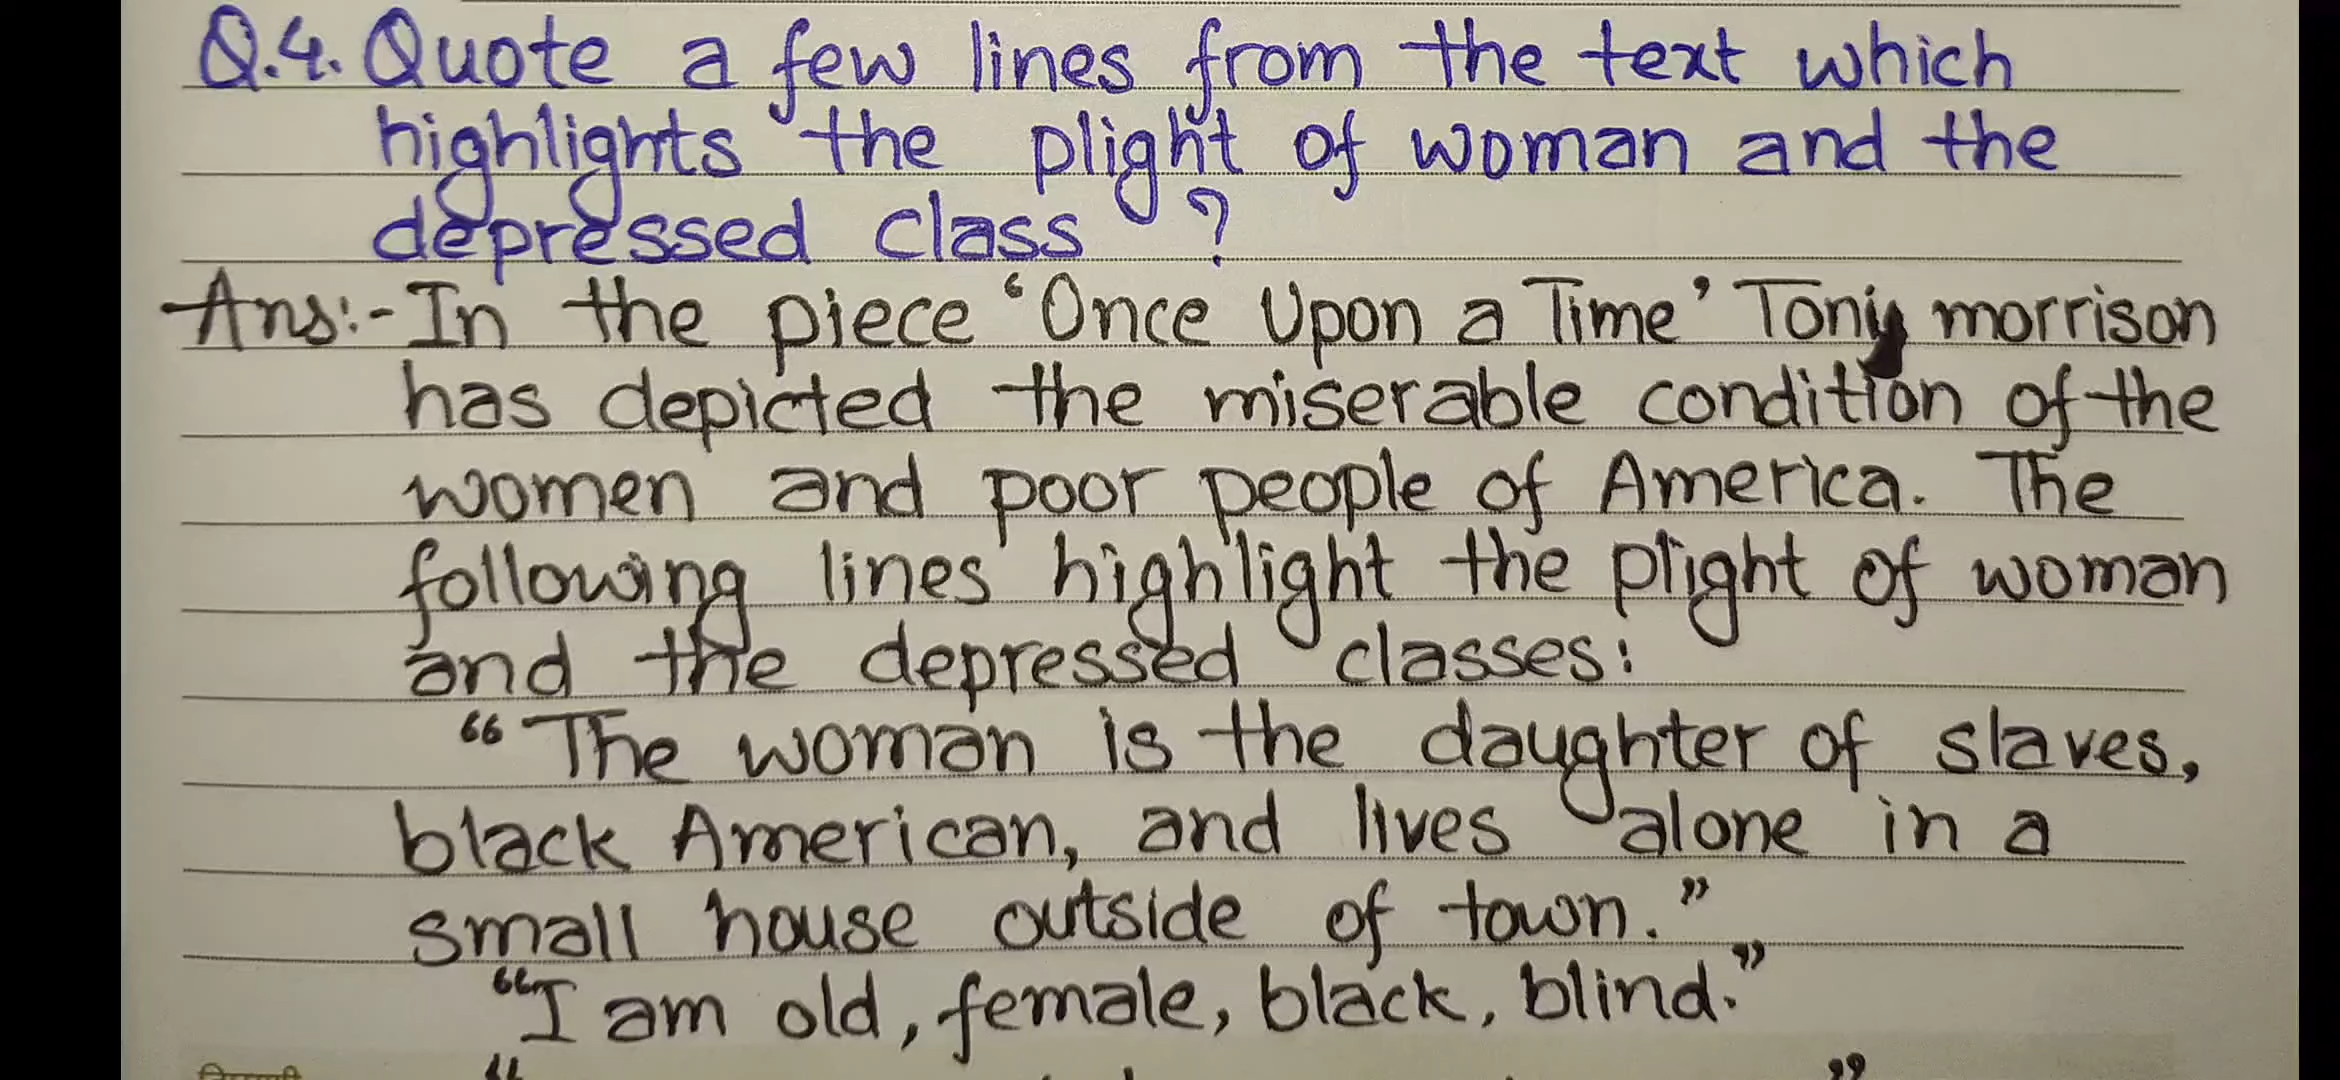 Q.4. Quote a few lines from the text which
highlights the plight of woman and the
depressed class ?
Ans:- In the piece ‘Once Upon a Time’ Toni morrison
has depicted the miserable condition of the
women and poor people of America. The
following lines highlight the plight of woman
and the depressed classes:
“The woman is the daughter of slaves,
black American, and lives alone in a
small house outside of town.”
“I am old, female, black, blind.”